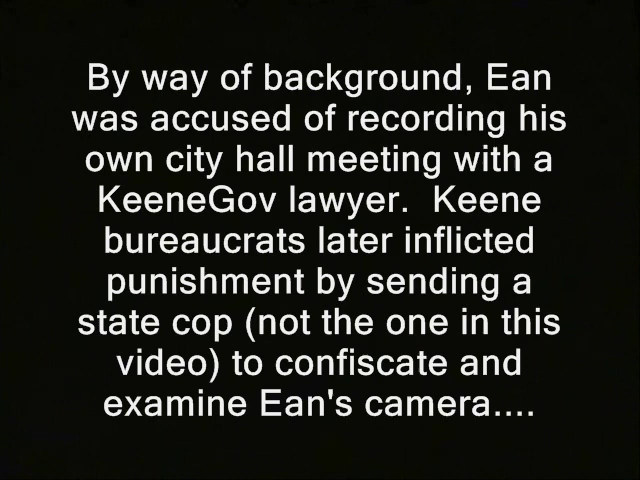 By way of background, Ean
was accused of recording his
own city hall meeting with a
KeeneGov lawyer.  Keene
bureaucrats later inflicted
punishment by sending a
state cop (not the one in this
video) to confiscate and
examine Ean's camera....